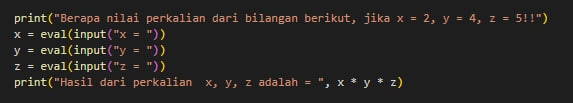 print("Berapa nilai perkalian dari bilangan berikut, jika x = 2, y = 4, z = 5!!")
x = eval(input("x = "))
y = eval(input("y = "))
z = eval(input("z = "))
print("Hasil dari perkalian  x, y, z adalah = ", x * y * z)